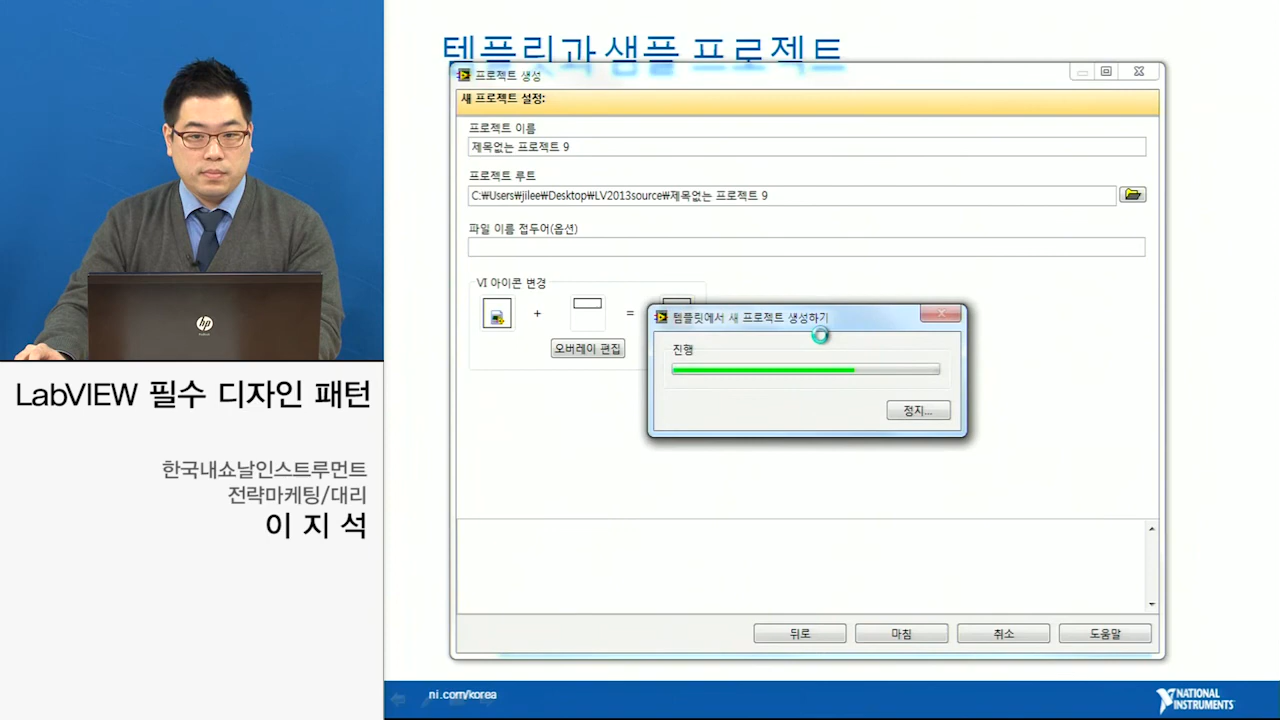 템플릿과 샘플 프로젝트
프로젝트 생성
새 프로젝트 설정:
프로젝트 이름
제목없는 프로젝트 9
프로젝트 루트
C:₩Users₩jilee₩Desktop₩LV2013source₩제목없는 프로젝트 9
파일 이름 접두어(옵션)
VI 아이콘 변경
+
=
오버레이 편집
템플릿에서 새 프로젝트 생성하기
진행
정지...
뒤로
마침
취소
도움말
hp
LabVIEW 필수 디자인 패턴
한국내쇼날인스트루먼트
전략마케팅/대리
이 지 석
ni.com/korea
NATIONAL
INSTRUMENTS